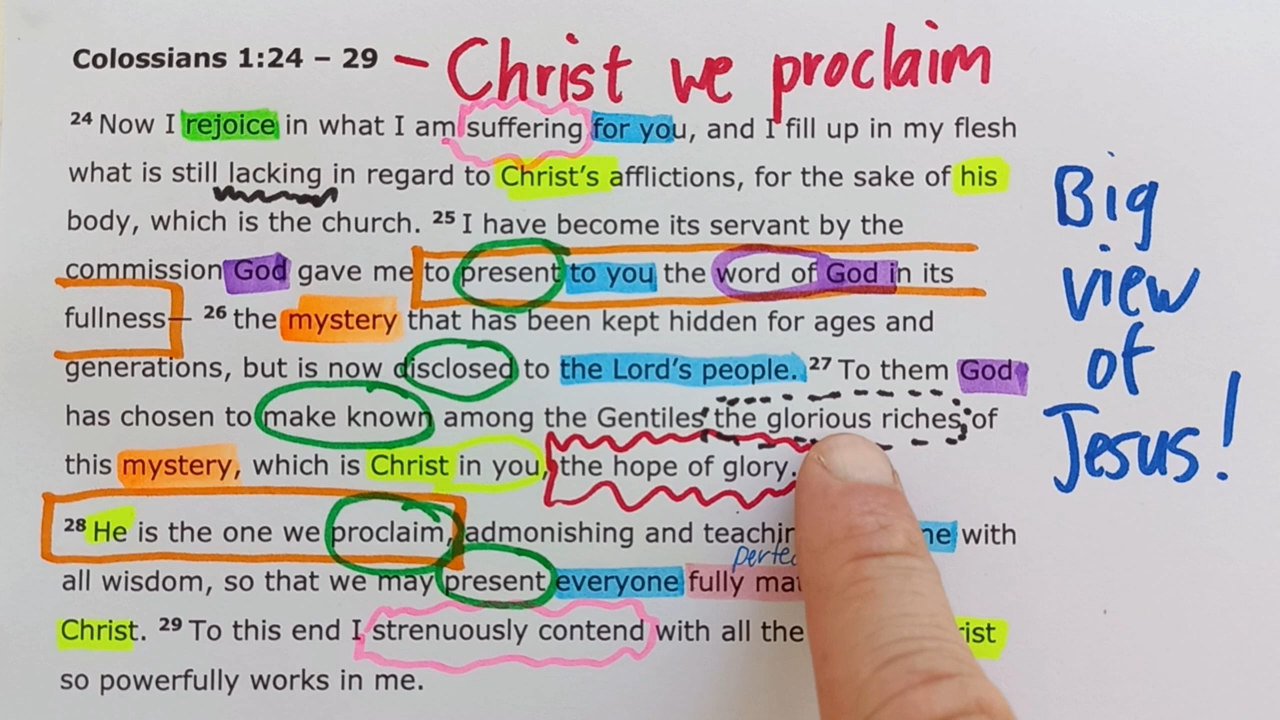 Colossians 1:24 – 29 – Christ we proclaim
24 Now I rejoice in what I am suffering for you, and I fill up in my flesh
what is still lacking in regard to Christ's afflictions, for the sake of his
body, which is the church. 25 I have become its servant by the
commission God gave me to present to you the word of God in its
fullness— 26 the mystery that has been kept hidden for ages and
generations, but is now disclosed to the Lord's people. 27 To them God
has chosen to make known among the Gentiles the glorious riches of
this mystery, which is Christ in you, the hope of glory.
28 He is the one we proclaim, admonishing and with
all wisdom, so that we may present everyone fully
Christ. 29 To this end I strenuously contend with all the
so powerfully works in me.
Big
view
of
Jesus!